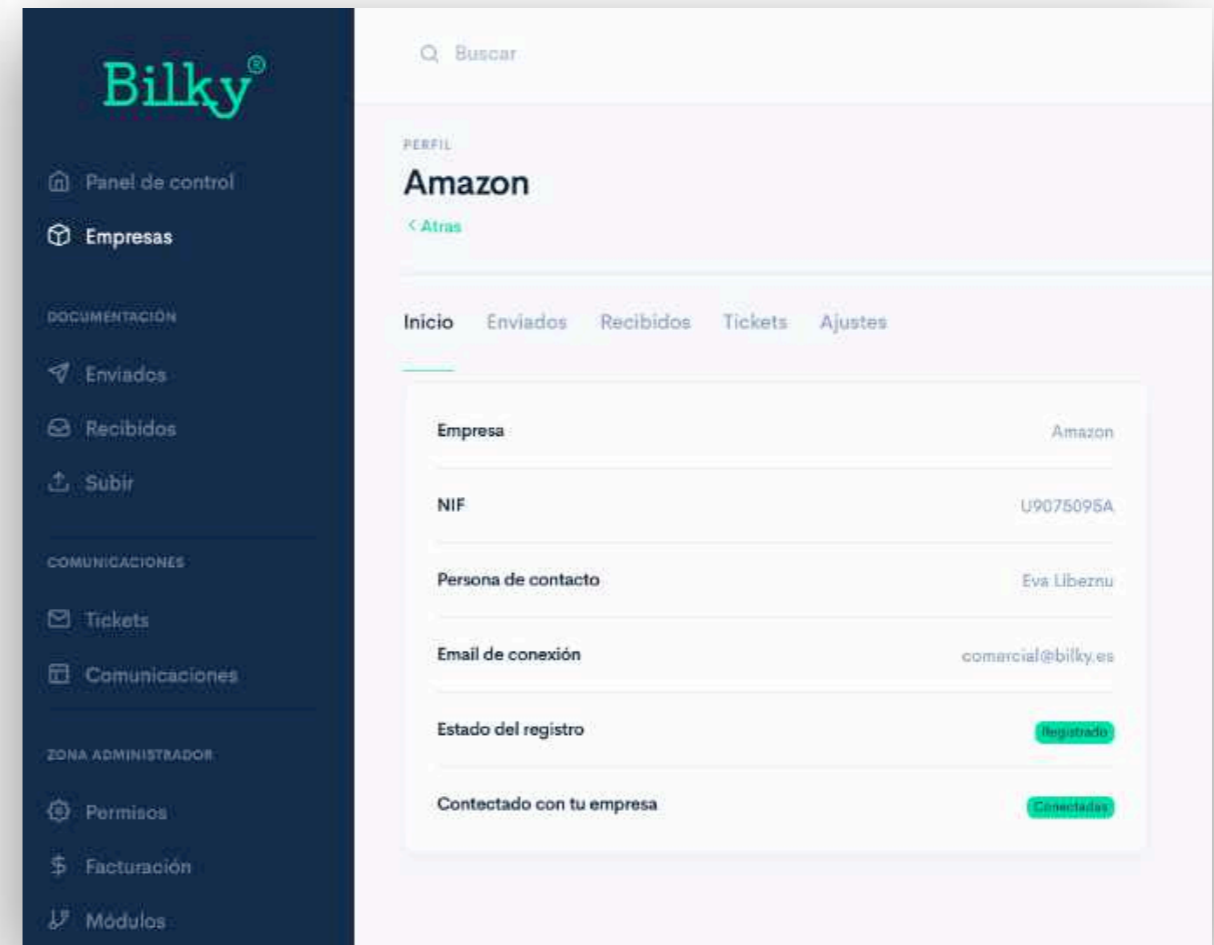 Bilky®
Panel de control
Empresas
DOCUMENTACIÓN
Enviados
Recibidos
Subir
COMUNICACIONES
Tickets
Comunicaciones
ZONA ADMINISTRADOR
Permisos
Facturación
Módulos
Buscar
PERFIL
Amazon
< Atras
Inicio Enviados Recibidos Tickets Ajustes
Empresa Amazon
NIF U9075095A
Persona de contacto Eva Libeznu
Email de conexión comercial@bilky.es
Estado del registro Registrado
Contectado con tu empresa Conectadas